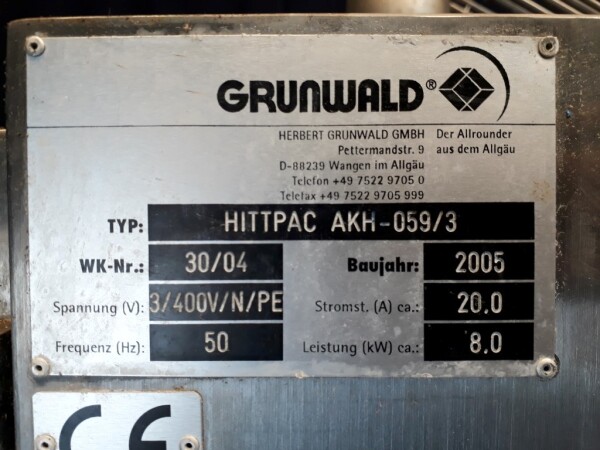 GRUNWALD®
HERBERT GRUNWALD GMBH Der Allrounder
Pettermandstr. 9 aus dem Allgäu
D-88239 Wangen im Allgäu
Telefon +49 7522 9705 0
Telefax +49 7522 9705 999
TYP: HITTPAC AKH-059/3
WK-Nr.: 30/04 Baujahr: 2005
Spannung (V): 3/400V/N/PE Stromst. (A) ca.: 20.0
Frequenz (Hz): 50 Leistung (kW) ca.: 8.0
CE